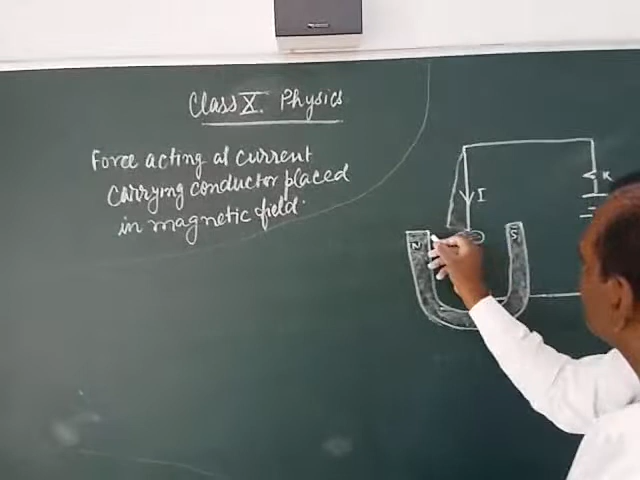 Class X. Physics
Force acting at current
carrying conductor placed
in magnetic field.
I
K
N
S